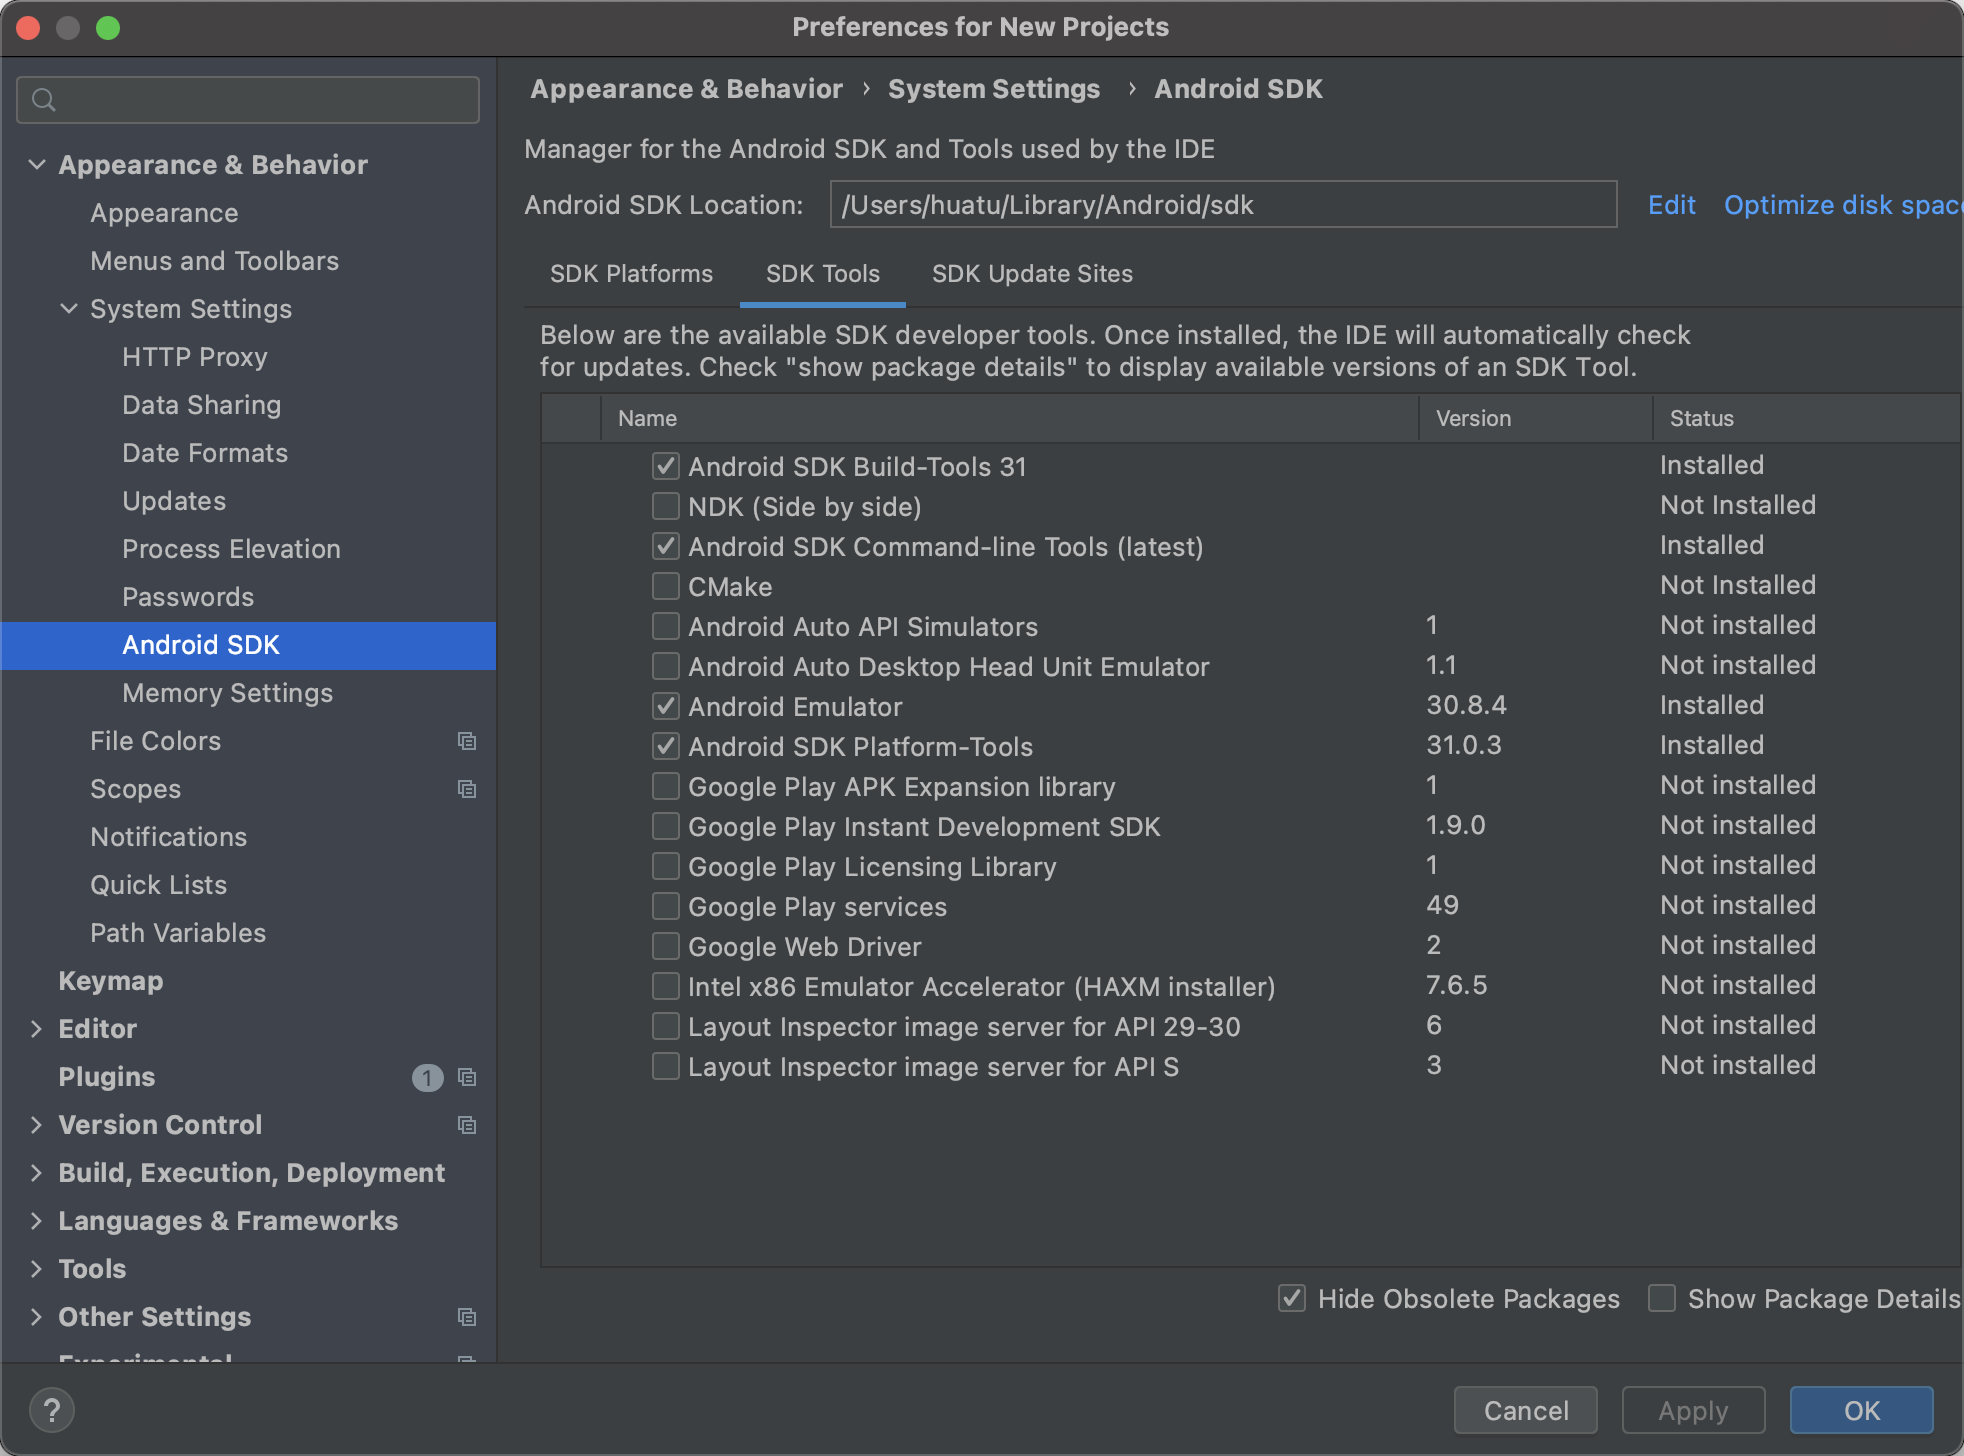 Preferences for New Projects
Appearance & Behavior
Appearance
Menus and Toolbars
System Settings
HTTP Proxy
Data Sharing
Date Formats
Updates
Process Elevation
Passwords
Android SDK
Memory Settings
File Colors
Scopes
Notifications
Quick Lists
Path Variables
Keymap
Editor
Plugins 1
Version Control
Build, Execution, Deployment
Languages & Frameworks
Tools
Other Settings
Experimental
Appearance & Behavior › System Settings › Android SDK
Manager for the Android SDK and Tools used by the IDE
Android SDK Location: /Users/huatu/Library/Android/sdk Edit Optimize disk space
SDK Platforms SDK Tools SDK Update Sites
Below are the available SDK developer tools. Once installed, the IDE will automatically check
for updates. Check "show package details" to display available versions of an SDK Tool.
Name Version Status
Android SDK Build-Tools 31 Installed
NDK (Side by side) Not Installed
Android SDK Command-line Tools (latest) Installed
CMake Not Installed
Android Auto API Simulators 1 Not installed
Android Auto Desktop Head Unit Emulator 1.1 Not installed
Android Emulator 30.8.4 Installed
Android SDK Platform-Tools 31.0.3 Installed
Google Play APK Expansion library 1 Not installed
Google Play Instant Development SDK 1.9.0 Not installed
Google Play Licensing Library 1 Not installed
Google Play services 49 Not installed
Google Web Driver 2 Not installed
Intel x86 Emulator Accelerator (HAXM installer) 7.6.5 Not installed
Layout Inspector image server for API 29-30 6 Not installed
Layout Inspector image server for API S 3 Not installed
Hide Obsolete Packages Show Package Details
? Cancel Apply OK